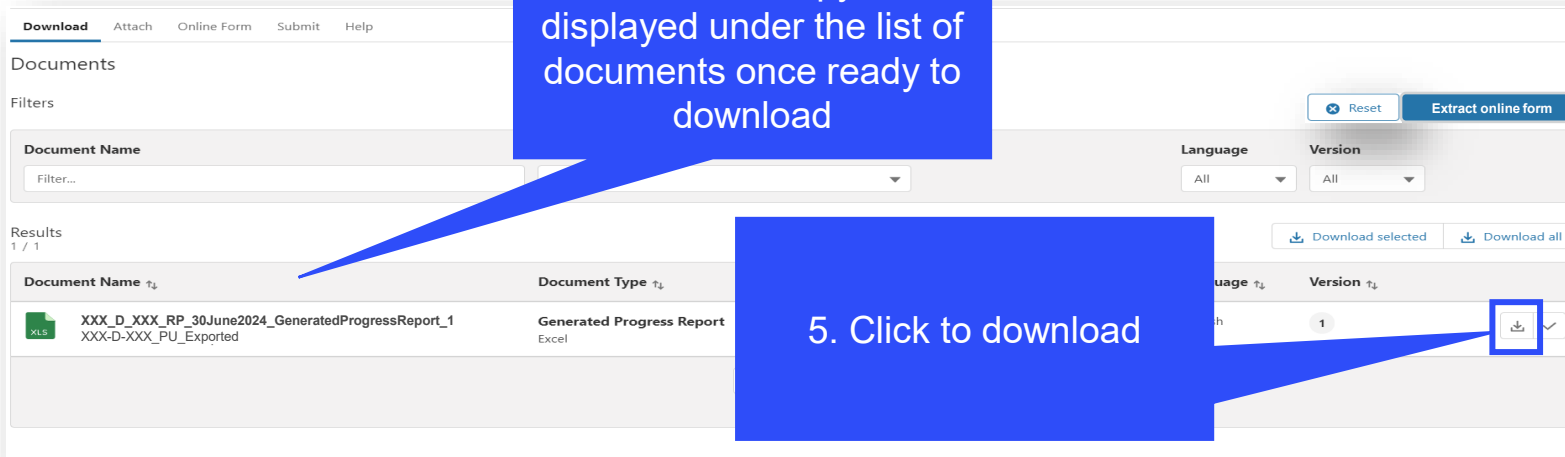 Download Attach Online Form Submit Help
displayed under the list of
documents once ready to
download
Documents
Filters
Reset Extract online form
Document Name Language Version
Filter... All All
Results
1 / 1
Download selected Download all
Document Name Document Type Version
XXX_D_XXX_RP_30June2024_GeneratedProgressReport_1 Generated Progress Report 1
XLS
XXX-D-XXX_PU_Exported Excel
5. Click to download